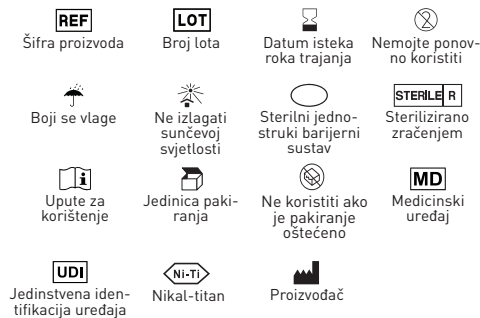 REF
LOT
Šifra proizvoda
Broj lota
Datum isteka
roka trajanja
Nemojte ponov-
no koristiti
2
STERILE R
Boji se vlage
Ne izlagati
sunčevoj
svjetlosti
Sterilni jedno-
struki barijerni
sustav
Sterilizirano
zračenjem
i
MD
Upute za
korištenje
Jedinica paki-
ranja
Ne koristiti ako
je pakiranje
oštećeno
Medicinski
uređaj
UDI
Ni-Ti
Jedinstvena iden-
tifikacija uređaja
Nikal-titan
Proizvođač